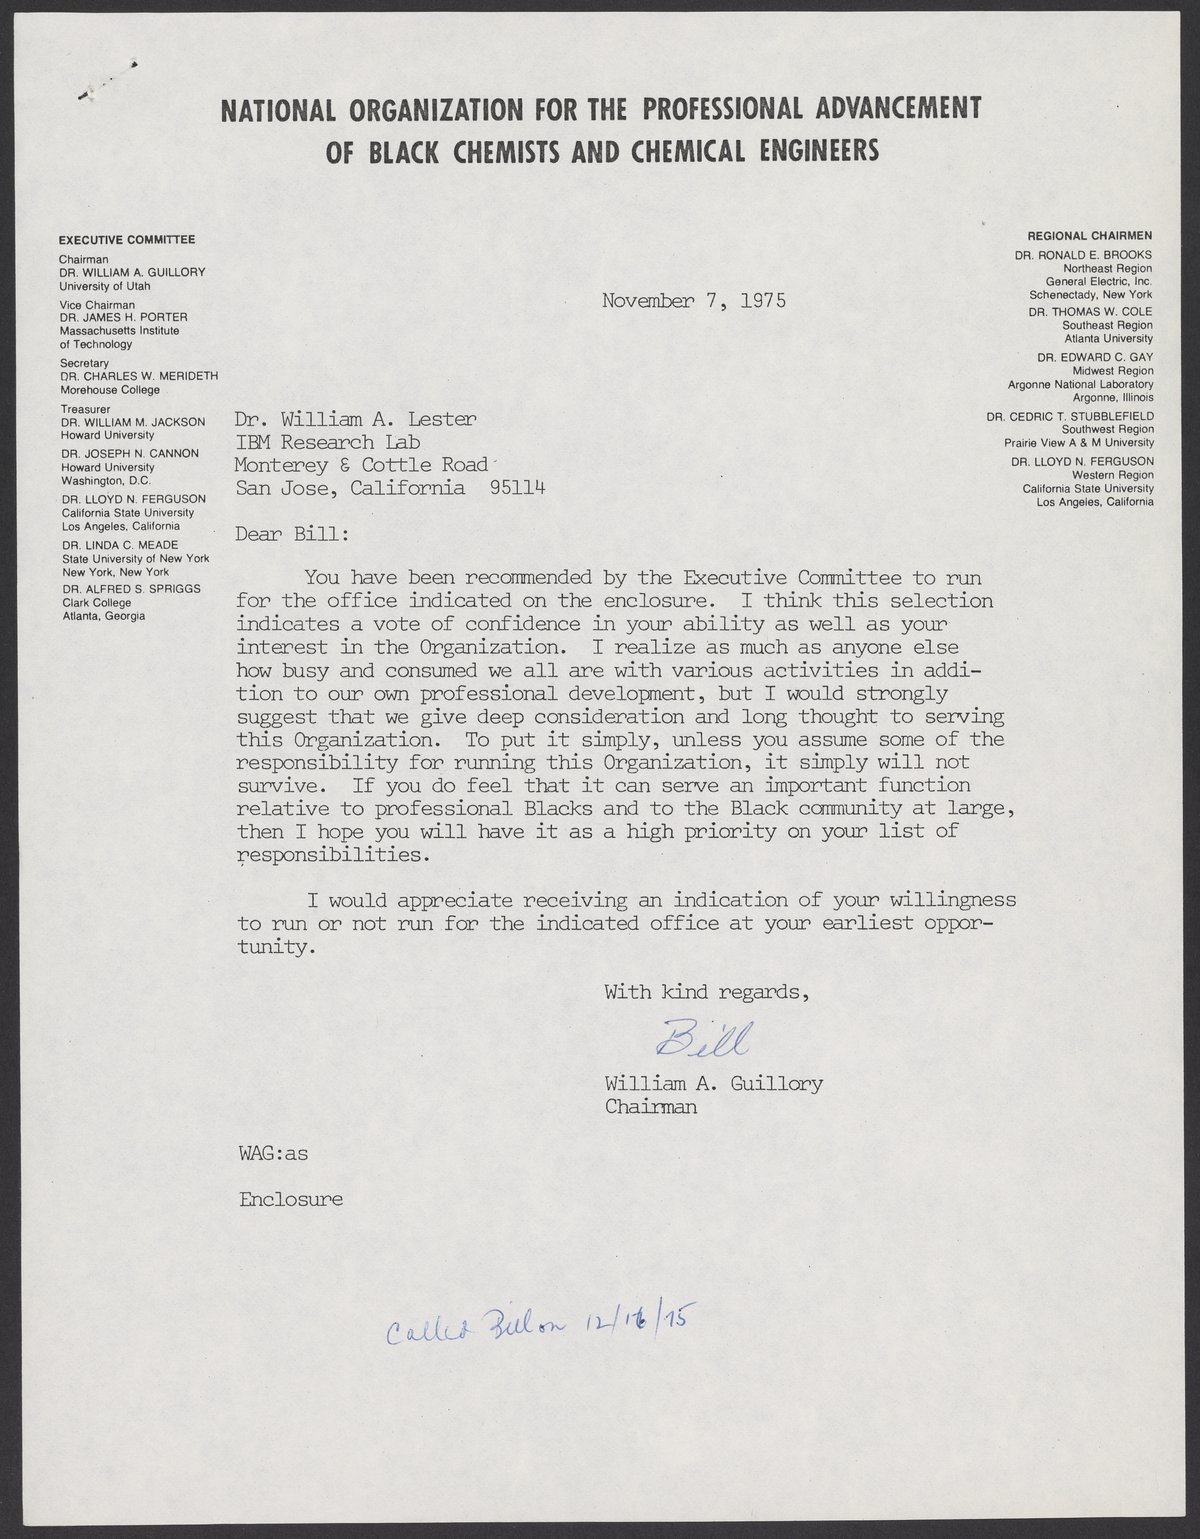 NATIONAL ORGANIZATION FOR THE PROFESSIONAL ADVANCEMENT
OF BLACK CHEMISTS AND CHEMICAL ENGINEERS
EXECUTIVE COMMITTEE
Chairman
DR. WILLIAM A. GUILLORY
University of Utah
Vice Chairman
DR. JAMES H. PORTER
Massachusetts Institute
of Technology
Secretary
DR. CHARLES W. MERIDETH
Morehouse College
Treasurer
DR. WILLIAM M. JACKSON
Howard University
DR. JOSEPH N. CANNON
Howard University
Washington, D.C.
DR. LLOYD N. FERGUSON
California State University
Los Angeles, California
DR. LINDA C. MEADE
State University of New York
New York, New York
DR. ALFRED S. SPRIGGS
Clark College
Atlanta, Georgia
REGIONAL CHAIRMEN
DR. RONALD E. BROOKS
Northeast Region
General Electric, Inc.
Schenectady, New York
DR. THOMAS W. COLE
Southeast Region
Atlanta University
DR. EDWARD C. GAY
Midwest Region
Argonne National Laboratory
Argonne, Illinois
DR. CEDRIC T. STUBBLEFIELD
Southwest Region
Prairie View A & M University
DR. LLOYD N. FERGUSON
Western Region
California State University
Los Angeles, California
November 7, 1975
Dr. William A. Lester
IBM Research Lab
Monterey & Cottle Road
San Jose, California 95114
Dear Bill:
You have been recommended by the Executive Committee to run
for the office indicated on the enclosure. I think this selection
indicates a vote of confidence in your ability as well as your
interest in the Organization. I realize as much as anyone else
how busy and consumed we all are with various activities in addi-
tion to our own professional development, but I would strongly
suggest that we give deep consideration and long thought to serving
this Organization. To put it simply, unless you assume some of the
responsibility for running this Organization, it simply will not
survive. If you do feel that it can serve an important function
relative to professional Blacks and to the Black community at large,
then I hope you will have it as a high priority on your list of
responsibilities.
I would appreciate receiving an indication of your willingness
to run or not run for the indicated office at your earliest oppor-
tunity.
With kind regards,
Bill
William A. Guillory
Chairman
WAG:as
Enclosure
Called Bill on 12/16/75